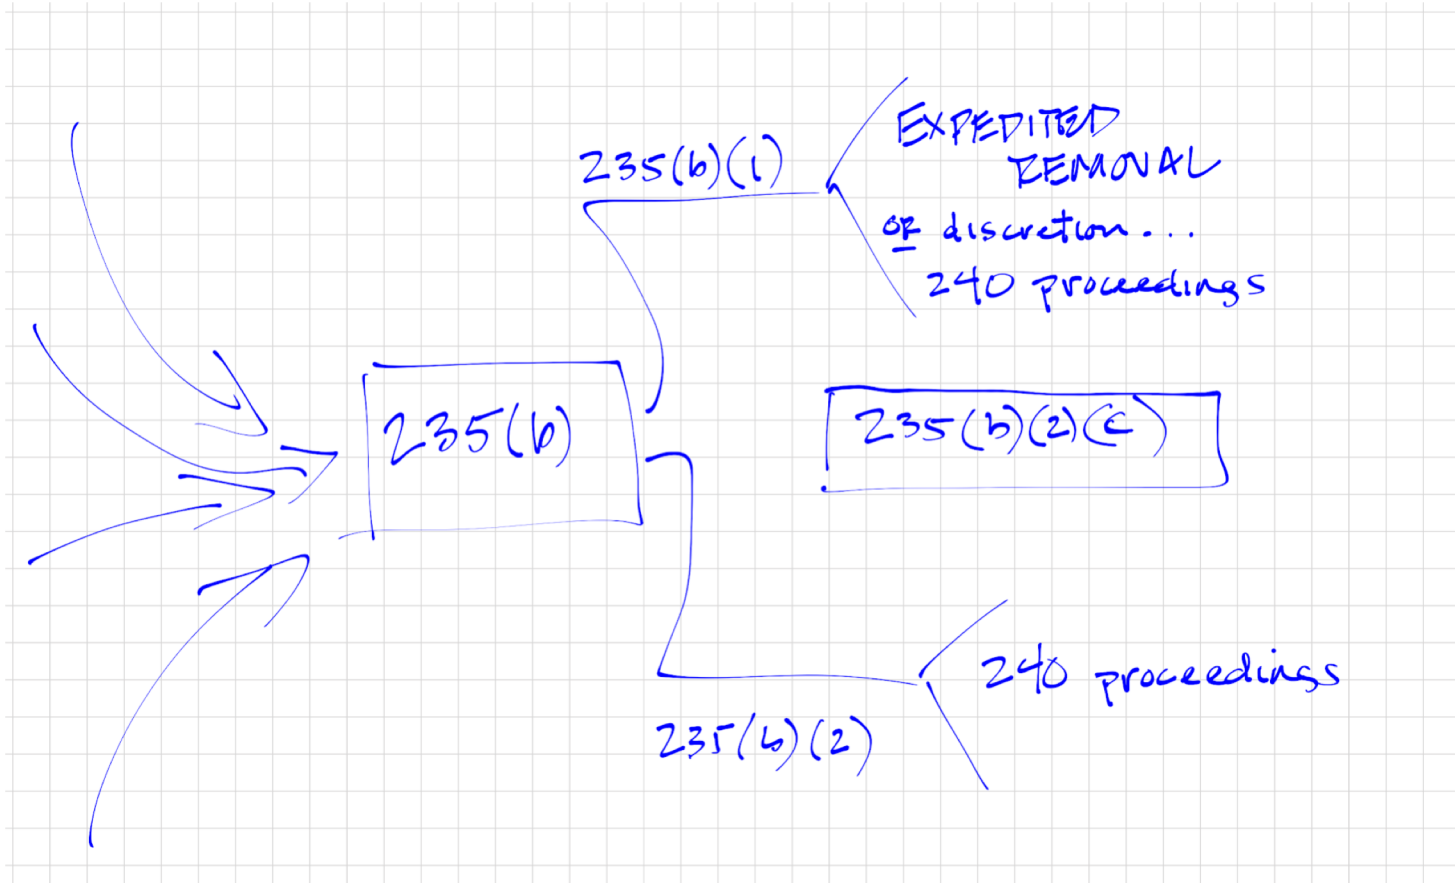 235(b)(1)
EXPEDITED
REMOVAL
OR discretion...
240 proceedings
235(b)
235(b)(2)(C)
240 proceedings
235(b)(2)